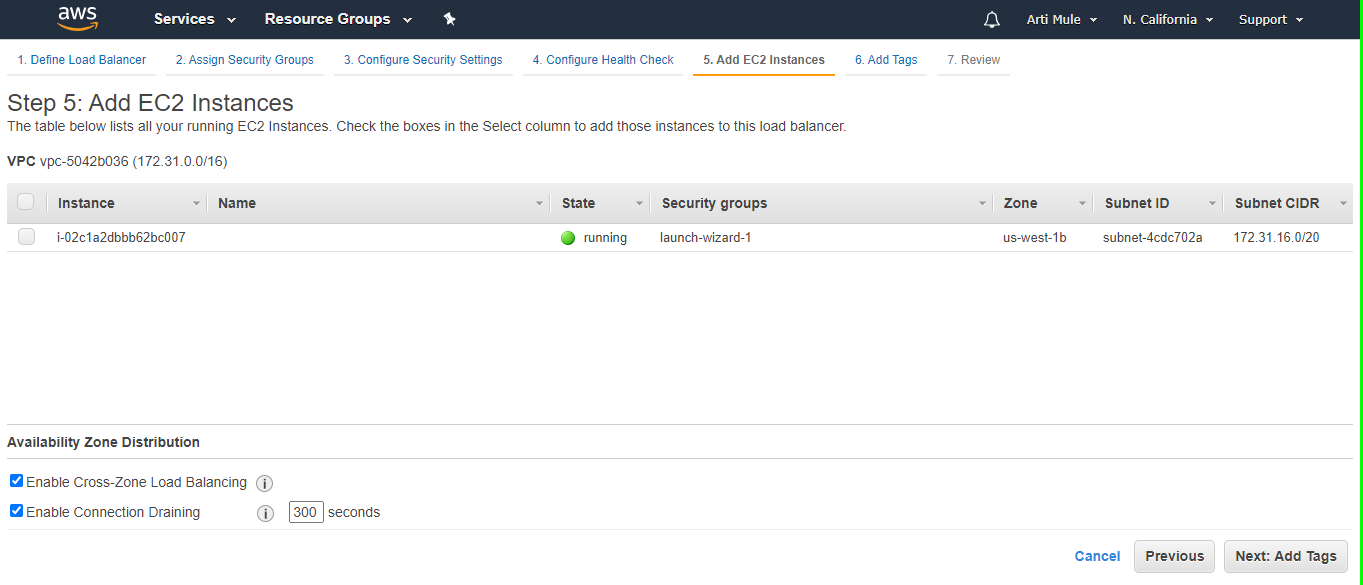 aws Services Resource Groups Arti Mule N. California Support
1. Define Load Balancer 2. Assign Security Groups 3. Configure Security Settings 4. Configure Health Check 5. Add EC2 Instances 6. Add Tags 7. Review
Step 5: Add EC2 Instances
The table below lists all your running EC2 Instances. Check the boxes in the Select column to add those instances to this load balancer.
VPC vpc-5042b036 (172.31.0.0/16)
Instance Name State Security groups Zone Subnet ID Subnet CIDR
i-02c1a2dbbb62bc007 running launch-wizard-1 us-west-1b subnet-4cdc702a 172.31.16.0/20
Availability Zone Distribution
Enable Cross-Zone Load Balancing i
Enable Connection Draining i 300 seconds
Cancel Previous Next: Add Tags